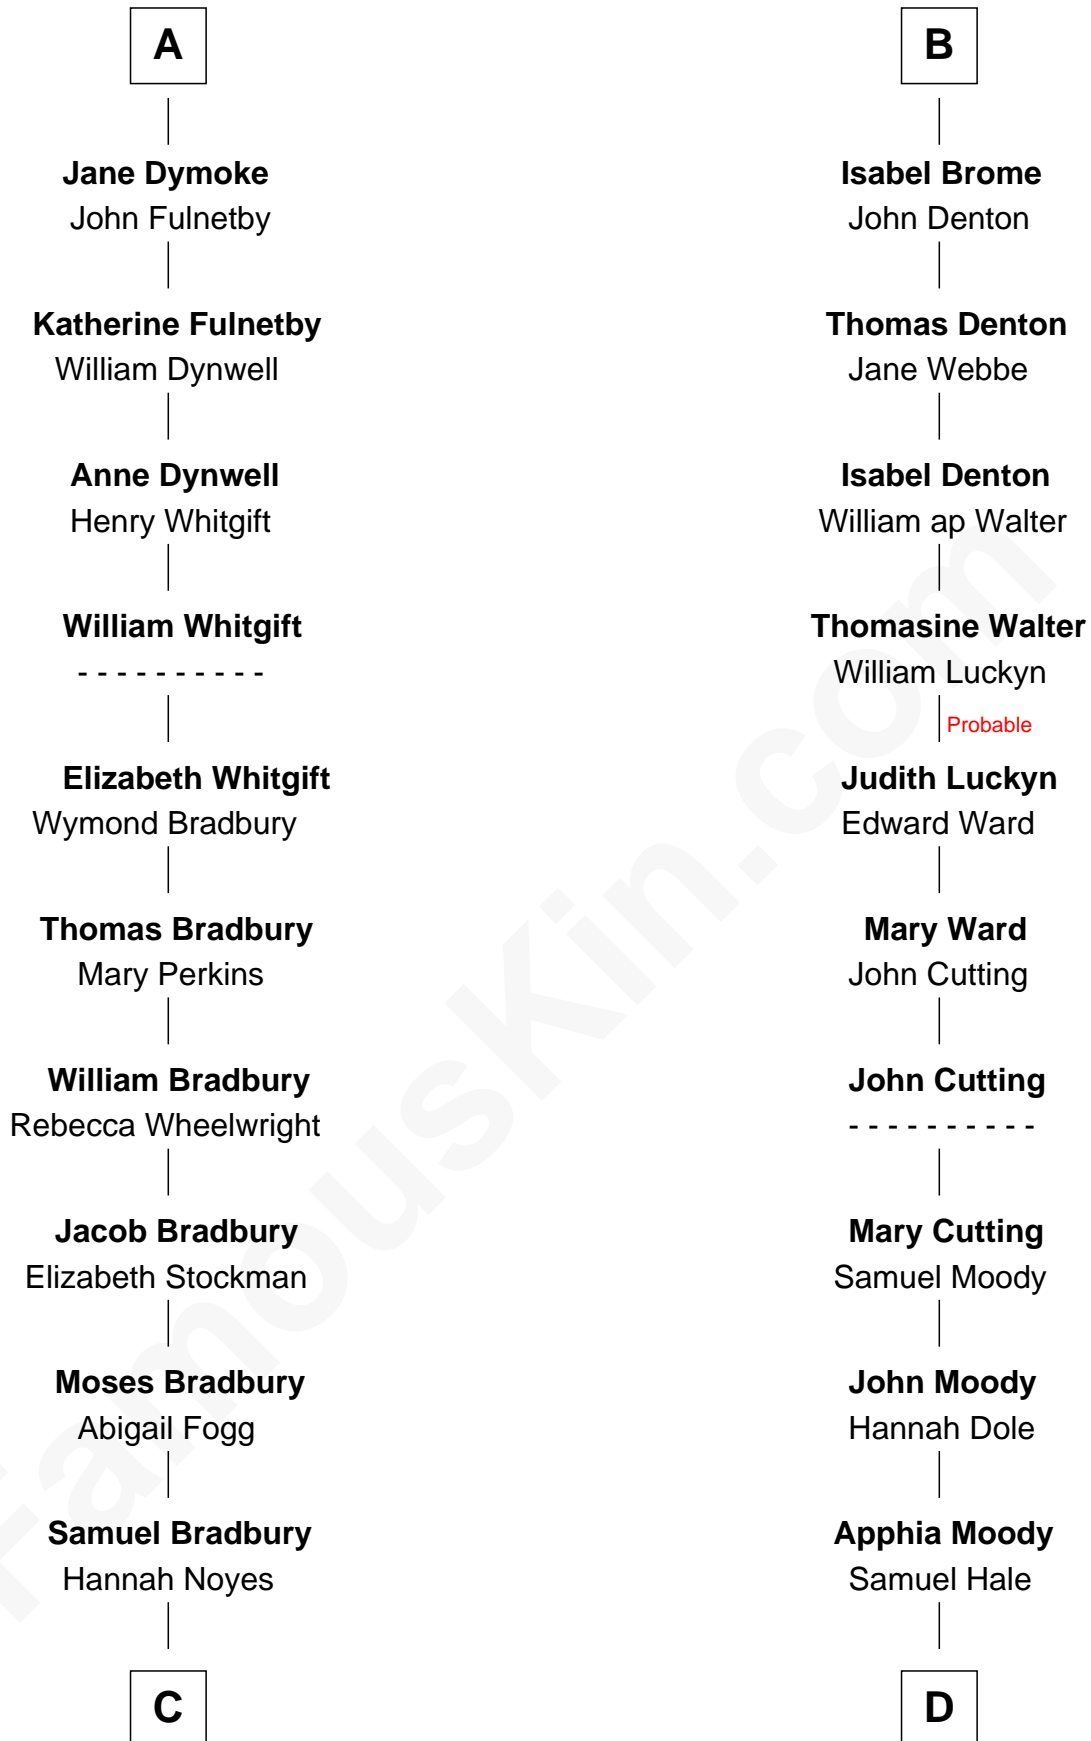 A
Jane Dymoke
John Fulnetby
Katherine Fulnetby
William Dynwell
Anne Dynwell
Henry Whitgift
William Whitgift
- - - - - - - - - -
Elizabeth Whitgift
Wymond Bradbury
Thomas Bradbury
Mary Perkins
William Bradbury
Rebecca Wheelwright
Jacob Bradbury
Elizabeth Stockman
Moses Bradbury
Abigail Fogg
Samuel Bradbury
Hannah Noyes
C
B
Isabel Brome
John Denton
Thomas Denton
Jane Webbe
Isabel Denton
William ap Walter
Thomasine Walter
William Luckyn
Probable
Judith Luckyn
Edward Ward
Mary Ward
John Cutting
John Cutting
- - - - - - - - - -
Mary Cutting
Samuel Moody
John Moody
Hannah Dole
Apphia Moody
Samuel Hale
D
FamousKin.com